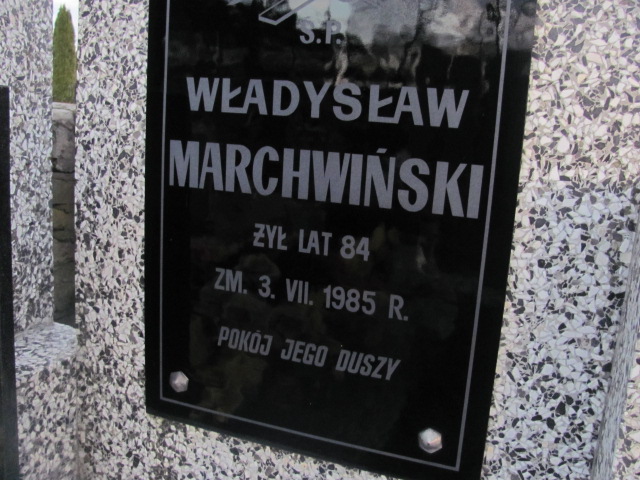 Ś.P.
WŁADYSŁAW
MARCHWIŃSKI
ŻYŁ LAT 84
ZM. 3. VII. 1985 R.
POKÓJ JEGO DUSZY